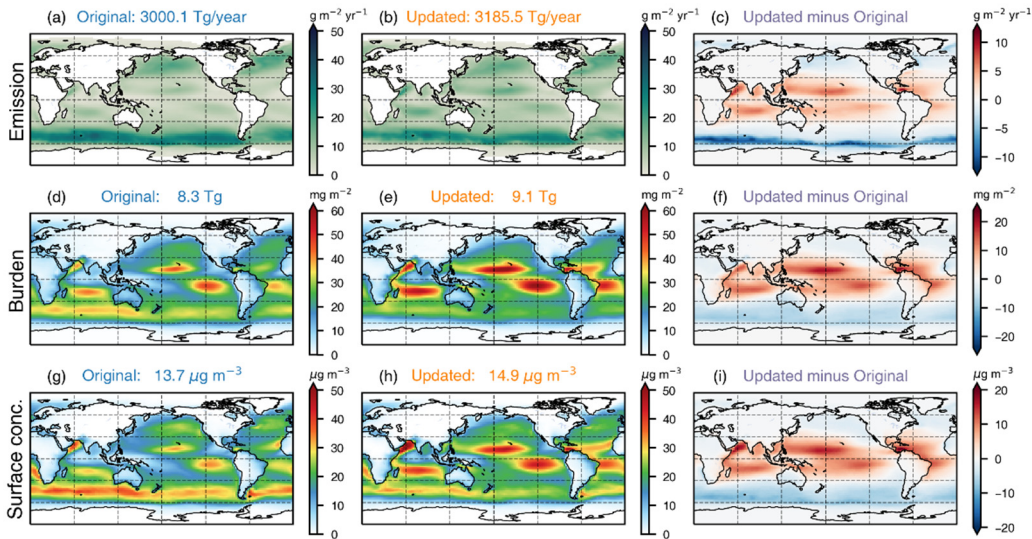 (a) Original: 3000.1 Tg/year
g m⁻² yr⁻¹
(b) Updated: 3185.5 Tg/year
g m⁻² yr⁻¹
(c) Updated minus Original
g m⁻² yr⁻¹
Emission
50
40
30
20
10
0
50
40
30
20
10
0
10
5
0
−5
−10
(d) Original: 8.3 Tg
mg m⁻²
(e) Updated: 9.1 Tg
mg m⁻²
(f) Updated minus Original
mg m⁻²
Burden
60
50
40
30
20
10
0
60
50
40
30
20
10
0
20
10
0
−10
−20
(g) Original: 13.7 µg m⁻³
µg m⁻³
(h) Updated: 14.9 µg m⁻³
µg m⁻³
(i) Updated minus Original
µg m⁻³
Surface conc.
50
40
30
20
10
0
50
40
30
20
10
0
20
10
0
−10
−20